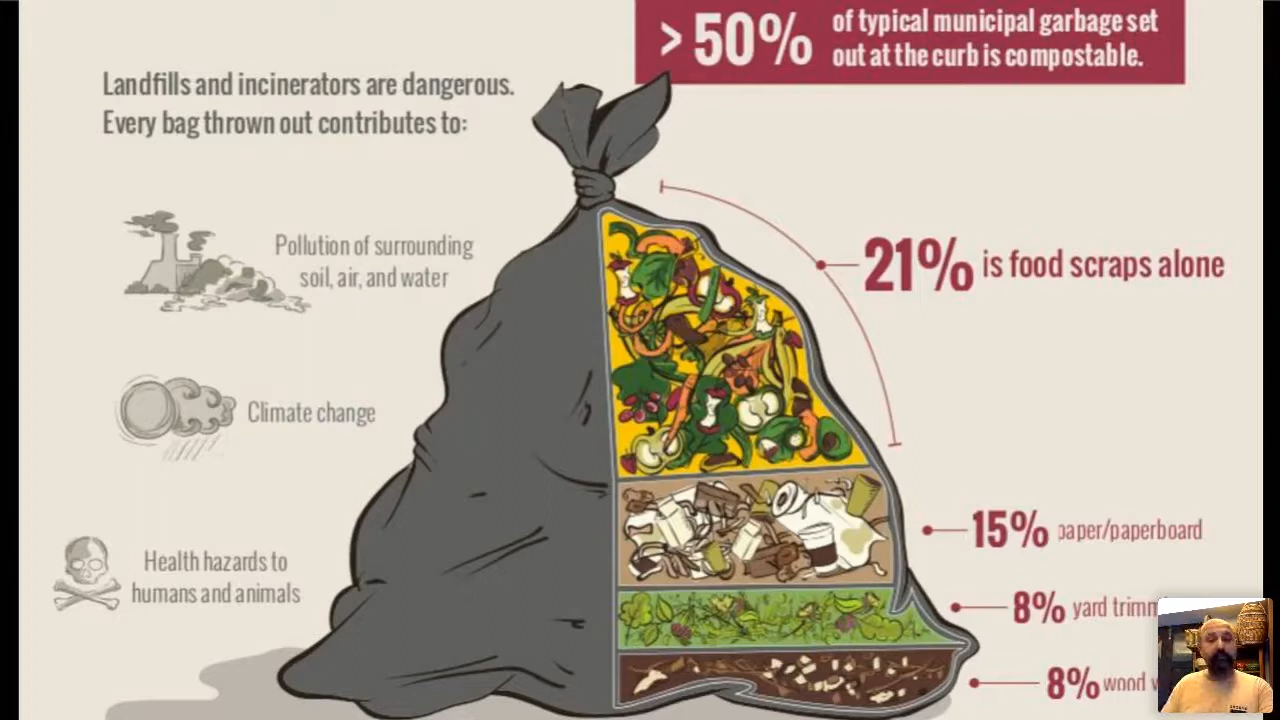 > 50%
of typical municipal garbage set
out at the curb is compostable.
Landfills and incinerators are dangerous.
Every bag thrown out contributes to:
Pollution of surrounding
soil, air, and water
Climate change
Health hazards to
humans and animals
21% is food scraps alone
15% paper/paperboard
8% yard
8% wood